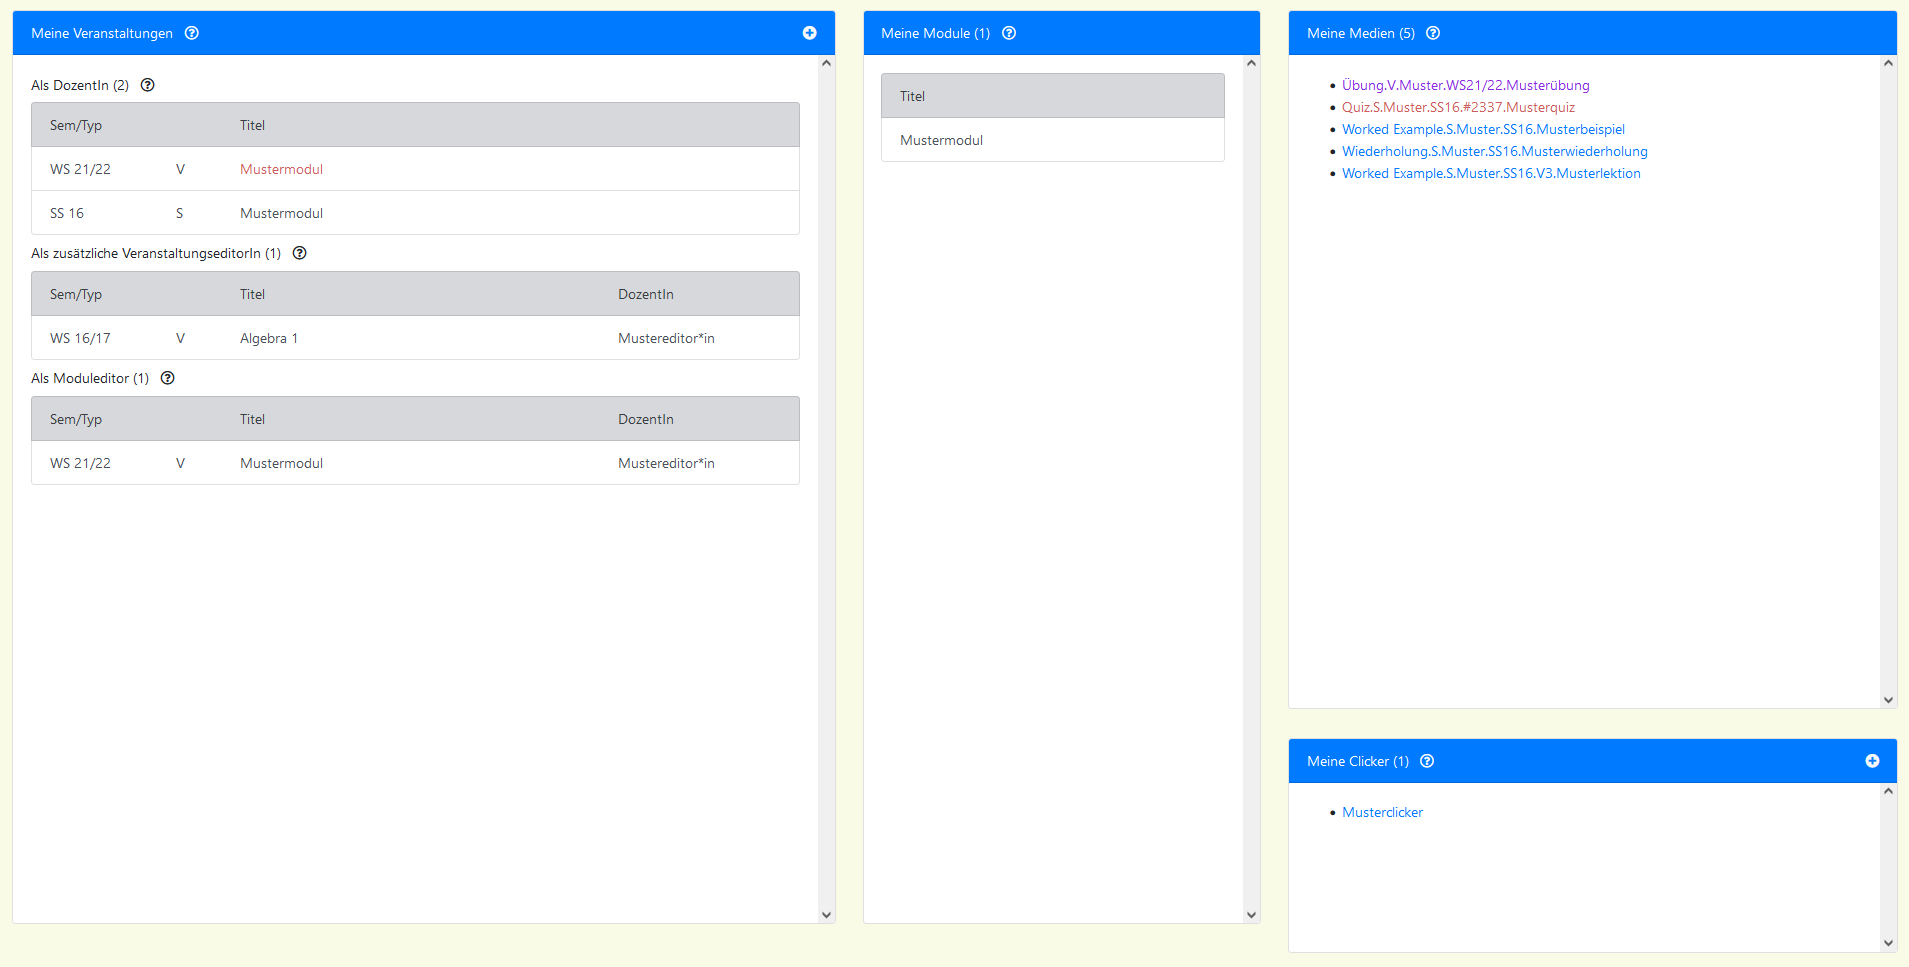 Meine Veranstaltungen
Als DozentIn (2)
Sem/Typ Titel
WS 21/22 V Mustermodul
SS 16 S Mustermodul
Als zusätzliche VeranstaltungseditorIn (1)
Sem/Typ Titel DozentIn
WS 16/17 V Algebra 1 Mustereditor*in
Als Moduleditor (1)
Sem/Typ Titel DozentIn
WS 21/22 V Mustermodul Mustereditor*in
Meine Module (1)
Titel
Mustermodul
Meine Medien (5)
Übung.V.Muster.WS21/22.Musterübung
Quiz.S.Muster.SS16.#2337.Musterquiz
Worked Example.S.Muster.SS16.Musterbeispiel
Wiederholung.S.Muster.SS16.Musterwiederholung
Worked Example.S.Muster.SS16.V3.Musterlektion
Meine Clicker (1)
Musterclicker